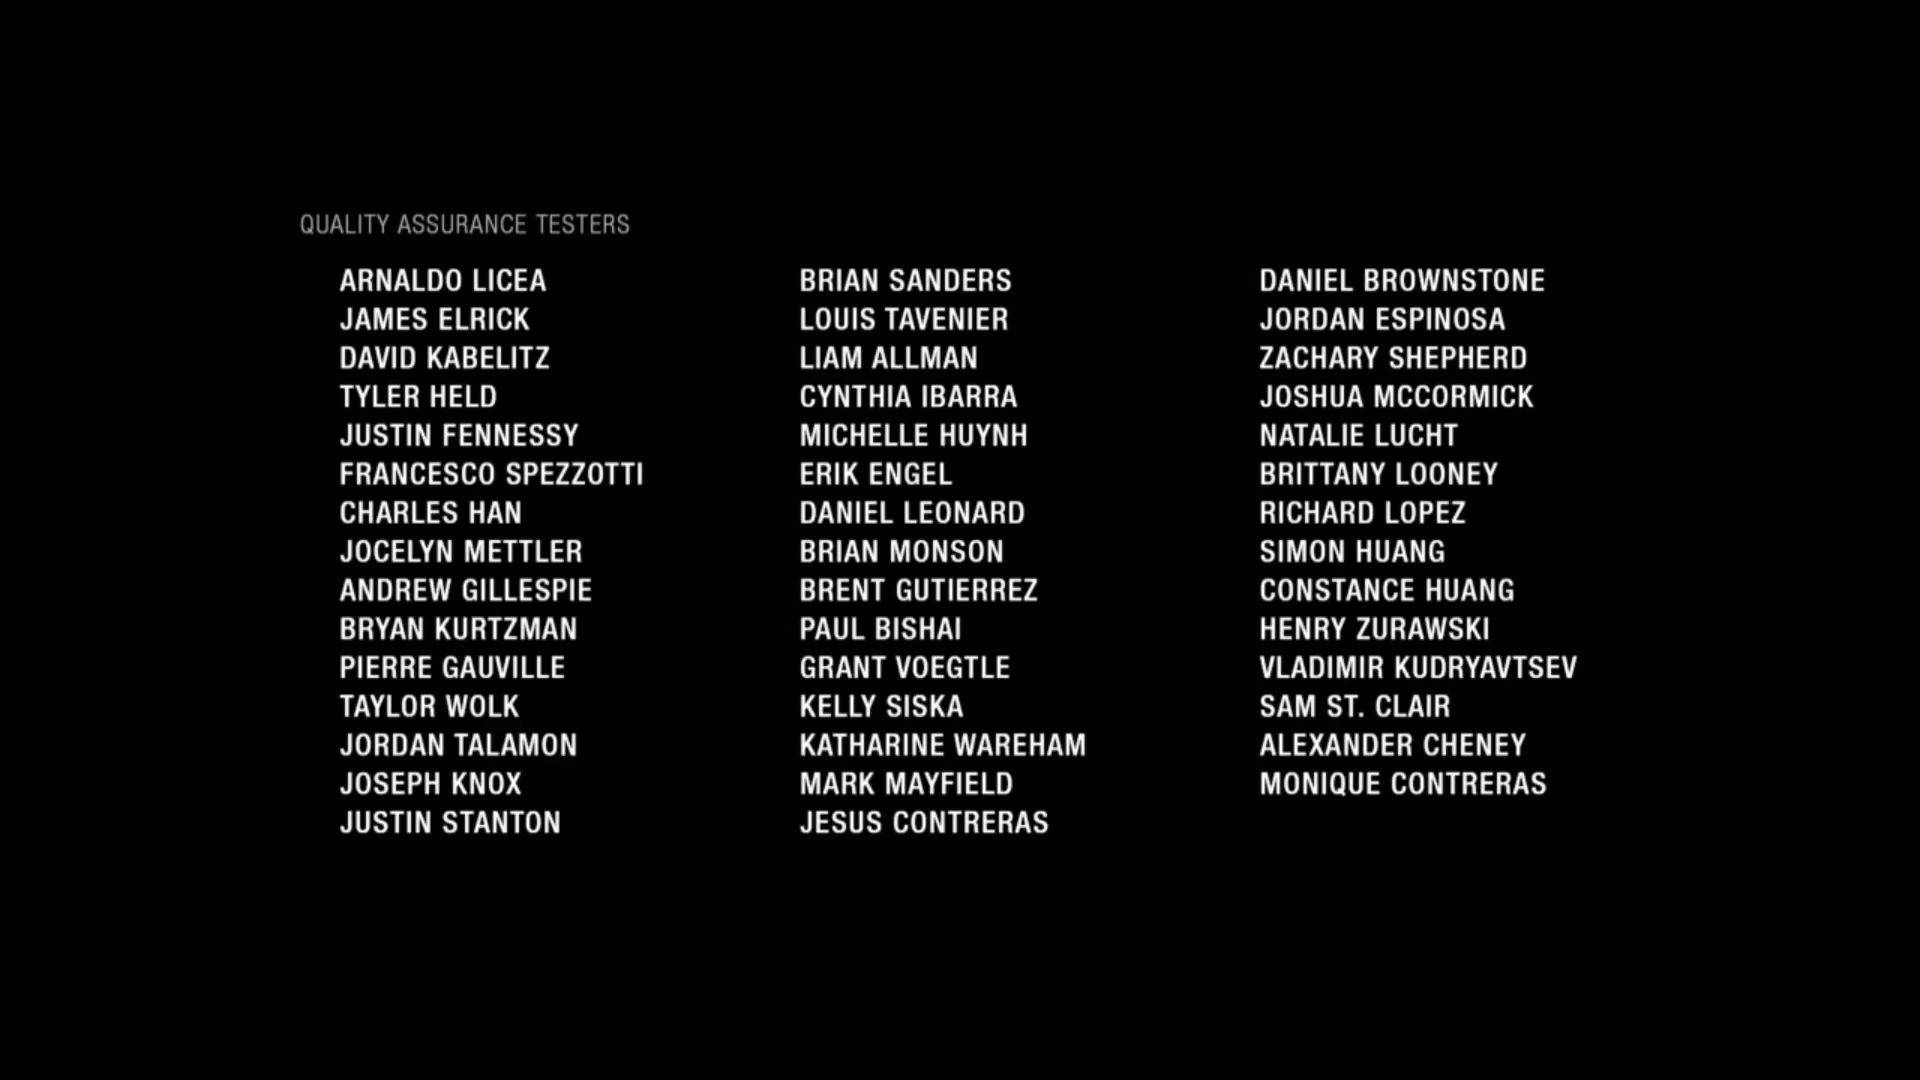 QUALITY ASSURANCE TESTERS
ARNALDO LICEA
JAMES ELRICK
DAVID KABELITZ
TYLER HELD
JUSTIN FENNESSY
FRANCESCO SPEZZOTTI
CHARLES HAN
JOCELYN METTLER
ANDREW GILLESPIE
BRYAN KURTZMAN
PIERRE GAUVILLE
TAYLOR WOLK
JORDAN TALAMON
JOSEPH KNOX
JUSTIN STANTON
BRIAN SANDERS
LOUIS TAVENIER
LIAM ALLMAN
CYNTHIA IBARRA
MICHELLE HUYNH
ERIK ENGEL
DANIEL LEONARD
BRIAN MONSON
BRENT GUTIERREZ
PAUL BISHAI
GRANT VOEGTLE
KELLY SISKA
KATHARINE WAREHAM
MARK MAYFIELD
JESUS CONTRERAS
DANIEL BROWNSTONE
JORDAN ESPINOSA
ZACHARY SHEPHERD
JOSHUA MCCORMICK
NATALIE LUCHT
BRITTANY LOONEY
RICHARD LOPEZ
SIMON HUANG
CONSTANCE HUANG
HENRY ZURAWSKI
VLADIMIR KUDRYAVTSEV
SAM ST. CLAIR
ALEXANDER CHENEY
MONIQUE CONTRERAS